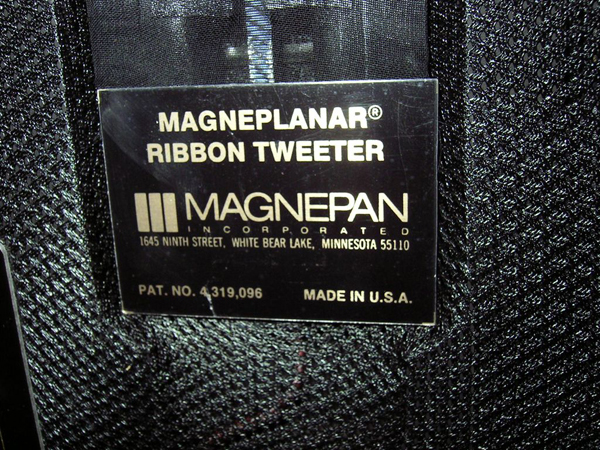 MAGNEPLANAR®
RIBBON TWEETER
MAGNEPAN
INCORPORATED
1645 NINTH STREET, WHITE BEAR LAKE, MINNESOTA 55110
PAT. NO. 4,319,096 MADE IN U.S.A.